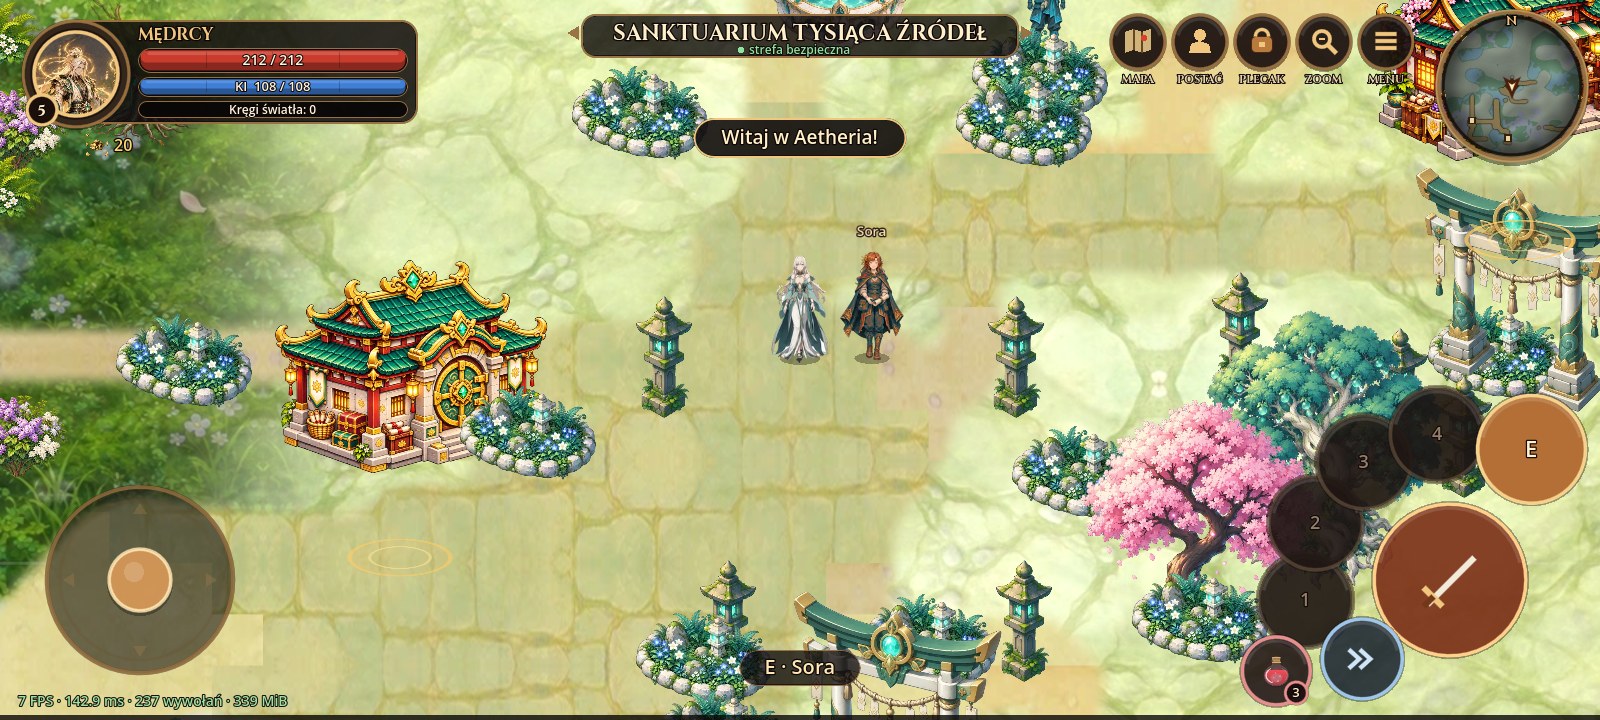 MĘDRCY
212 / 212
KI 108 / 108
Kręgi światła: 0
5
20
SANKTUARIUM TYSIĄCA ŹRÓDEŁ
strefa bezpieczna
Witaj w Aetheria!
MAPA
POSTAĆ
PLECAK
ZOOM
MENU
N
Sora
4
E
3
2
1
3
E · Sora
7 FPS · 142.9 ms · 237 wywołań · 339 MiB